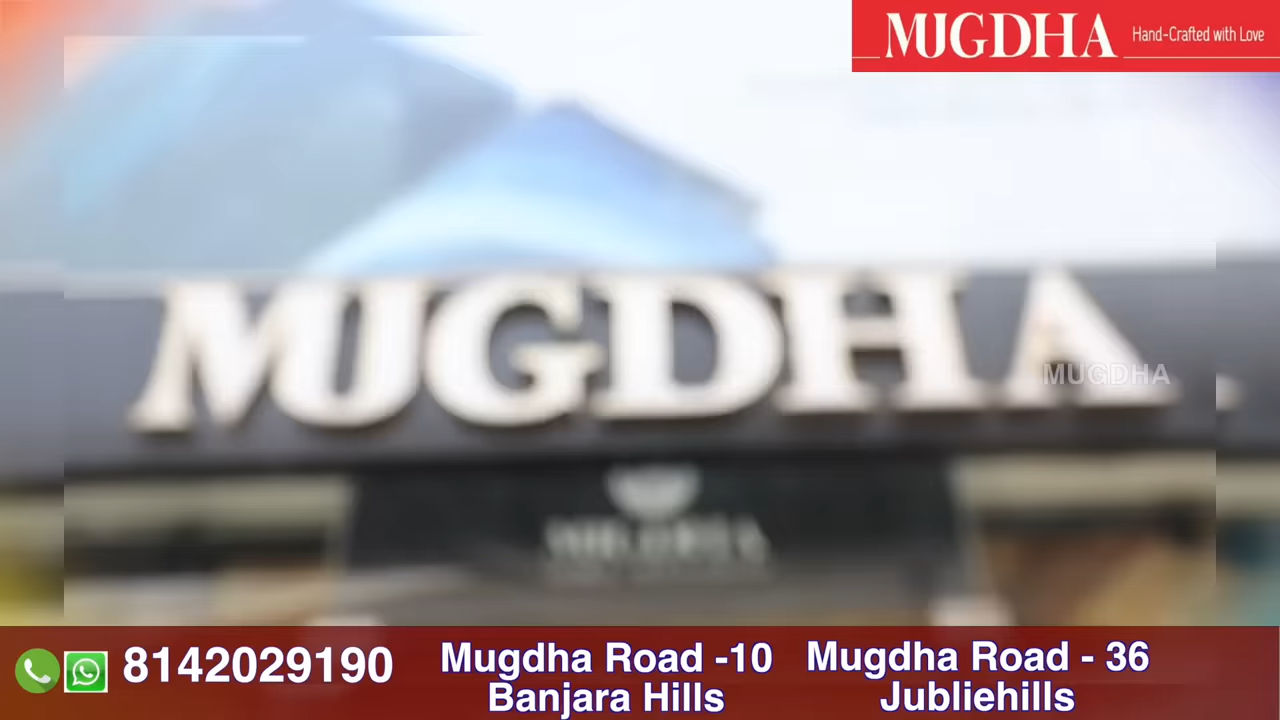 MUGDHA Hand-Crafted with Love
MUGDHA
MUGDHA
8142029190
Mugdha Road -10
Banjara Hills
Mugdha Road - 36
Jubliehills